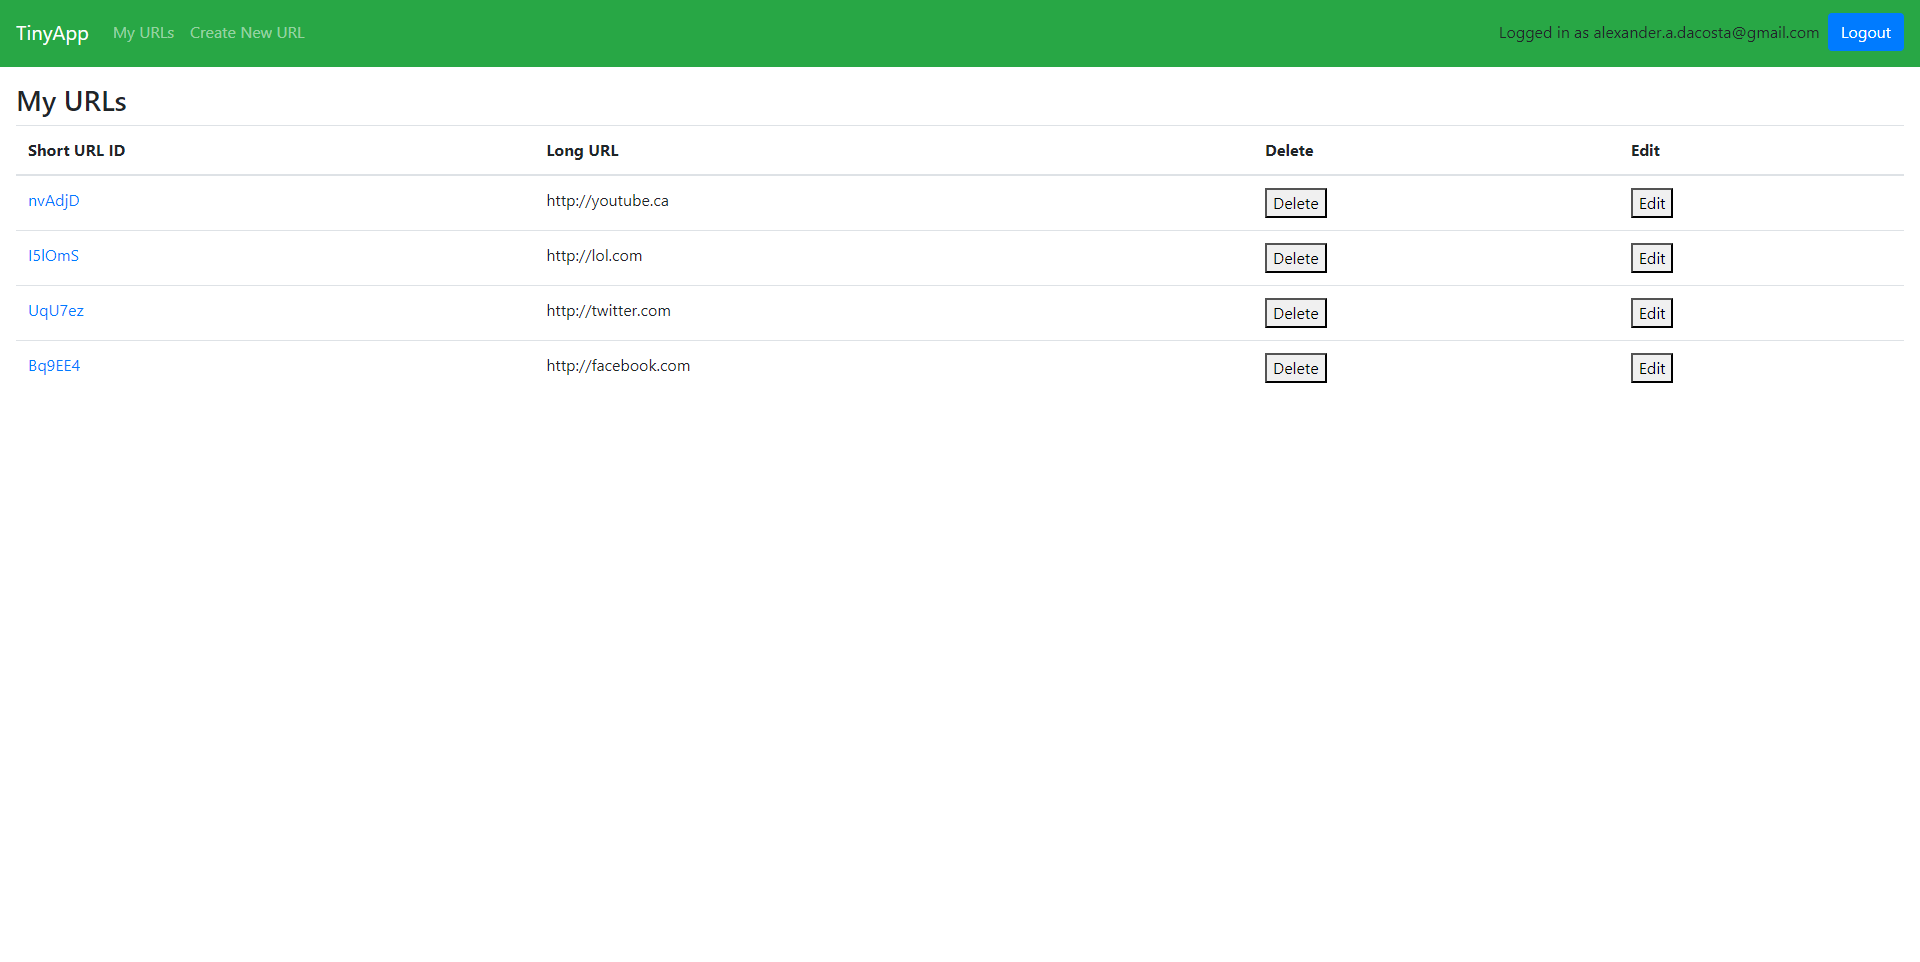 TinyApp My URLs Create New URL Logged in as alexander.a.dacosta@gmail.com Logout
My URLs
Short URL ID Long URL Delete Edit
nvAdjD http://youtube.ca Delete Edit
I5lOmS http://lol.com Delete Edit
UqU7ez http://twitter.com Delete Edit
Bq9EE4 http://facebook.com Delete Edit